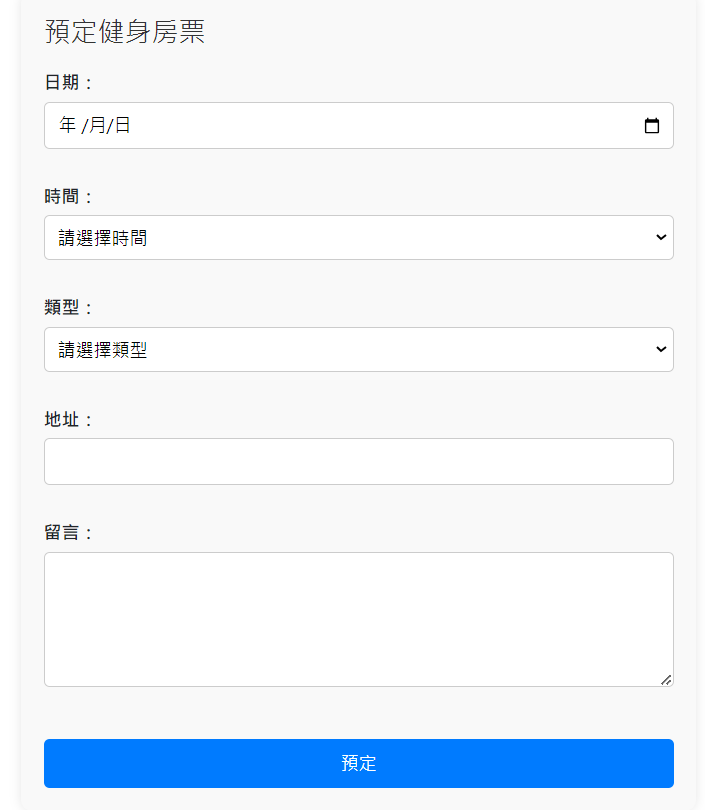 預定健身房票
日期：
年 /月/日
時間：
請選擇時間
類型：
請選擇類型
地址：
留言：
預定